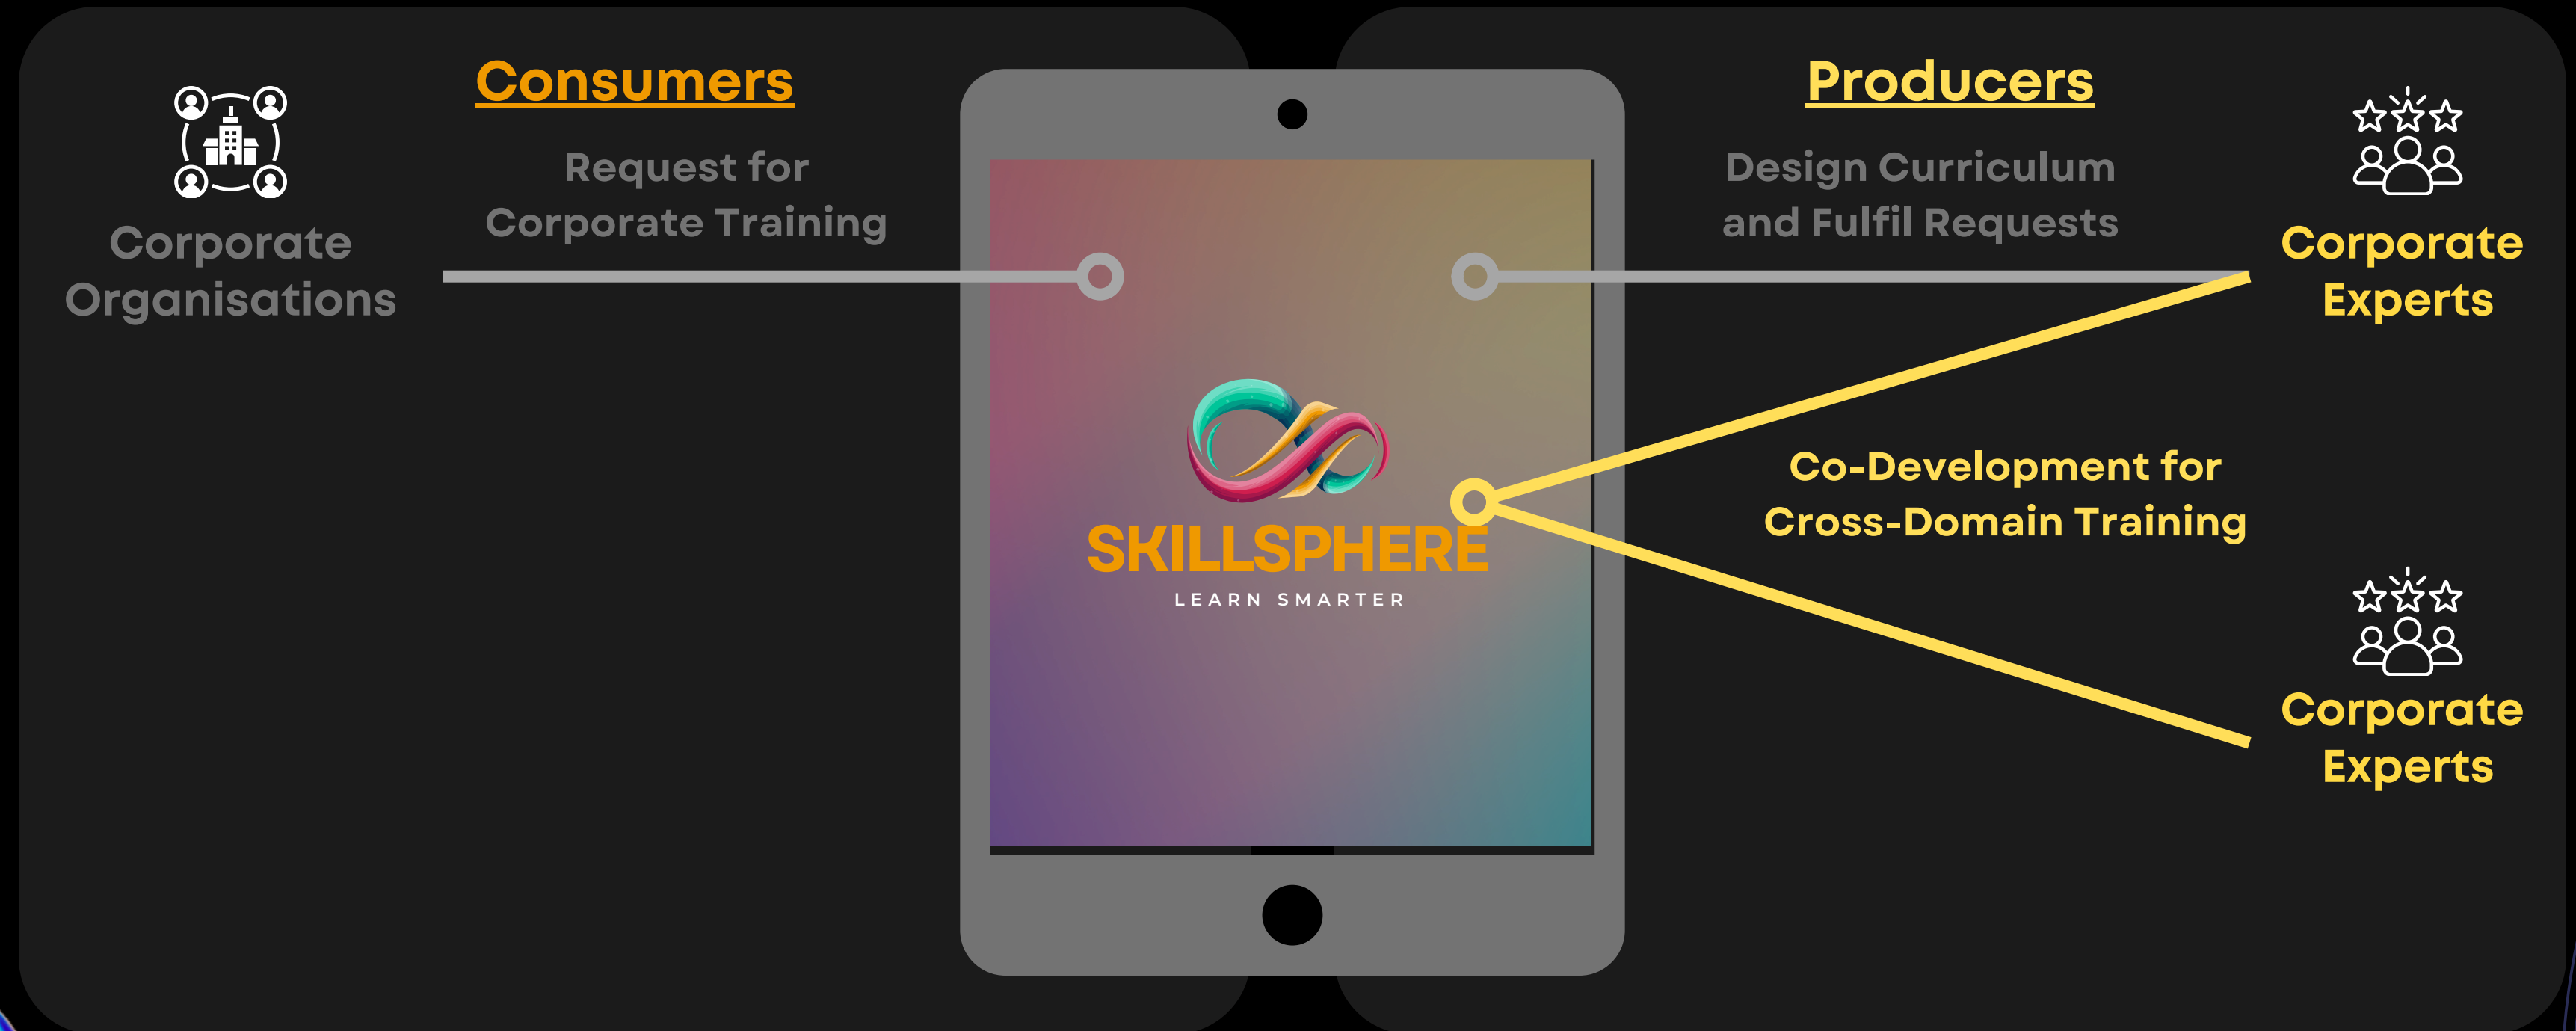 Consumers
Request for
Corporate Training
Corporate
Organisations
SKILLSPHERE
LEARN SMARTER
Producers
Design Curriculum
and Fulfil Requests
Corporate
Experts
Co-Development for
Cross-Domain Training
Corporate
Experts